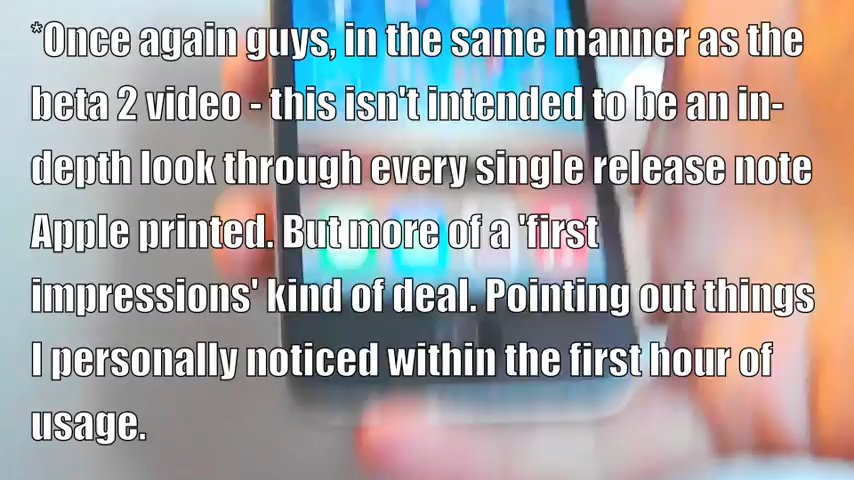 *Once again guys, in the same manner as the
beta 2 video - this isn't intended to be an in-
depth look through every single release note
Apple printed. But more of a 'first
impressions' kind of deal. Pointing out things
I personally noticed within the first hour of
usage.